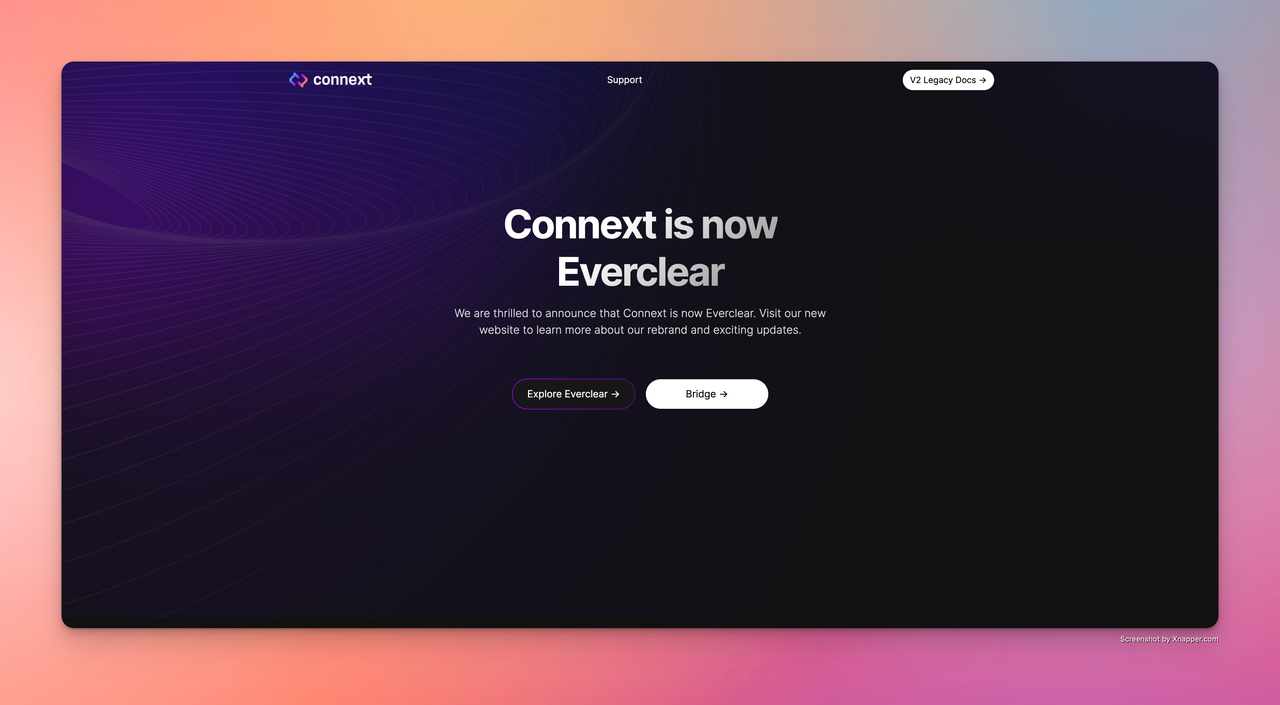 connext
Support
V2 Legacy Docs →
Connext is now
Everclear
We are thrilled to announce that Connext is now Everclear. Visit our new
website to learn more about our rebrand and exciting updates.
Explore Everclear →
Bridge →
Screenshot by Xnapper.com